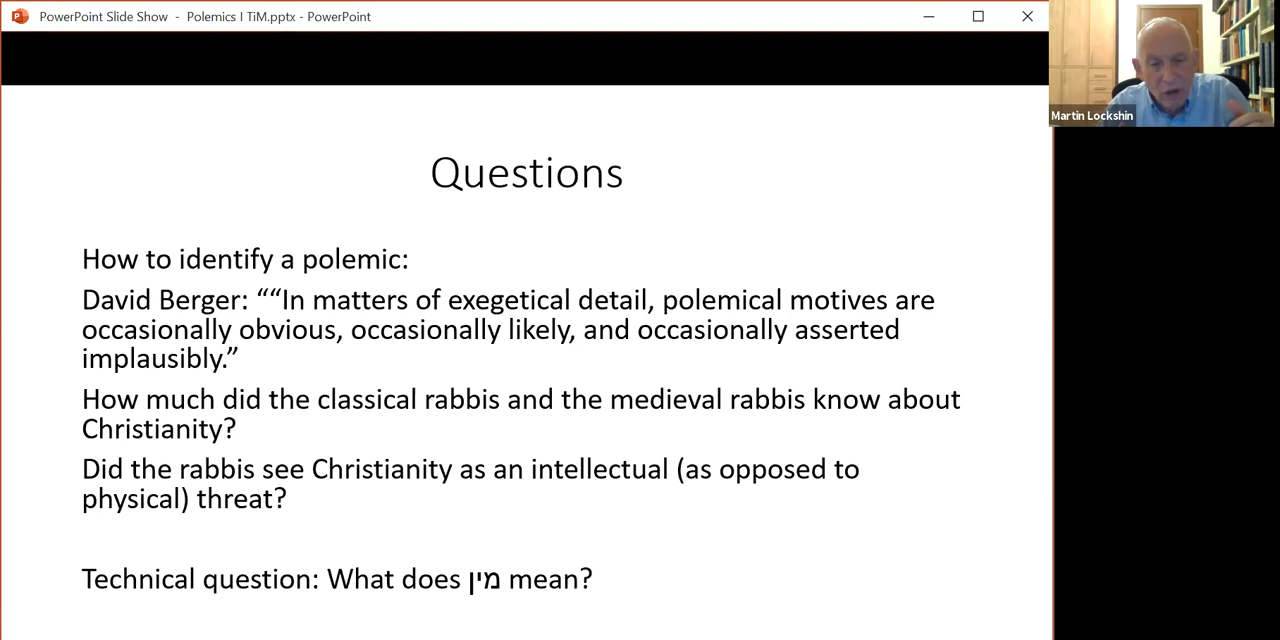 PowerPoint Slide Show - Polemics I TiM.pptx - PowerPoint
Martin Lockshin
Questions
How to identify a polemic:
David Berger: ““In matters of exegetical detail, polemical motives are
occasionally obvious, occasionally likely, and occasionally asserted
implausibly.”
How much did the classical rabbis and the medieval rabbis know about
Christianity?
Did the rabbis see Christianity as an intellectual (as opposed to
physical) threat?
Technical question: What does מין mean?